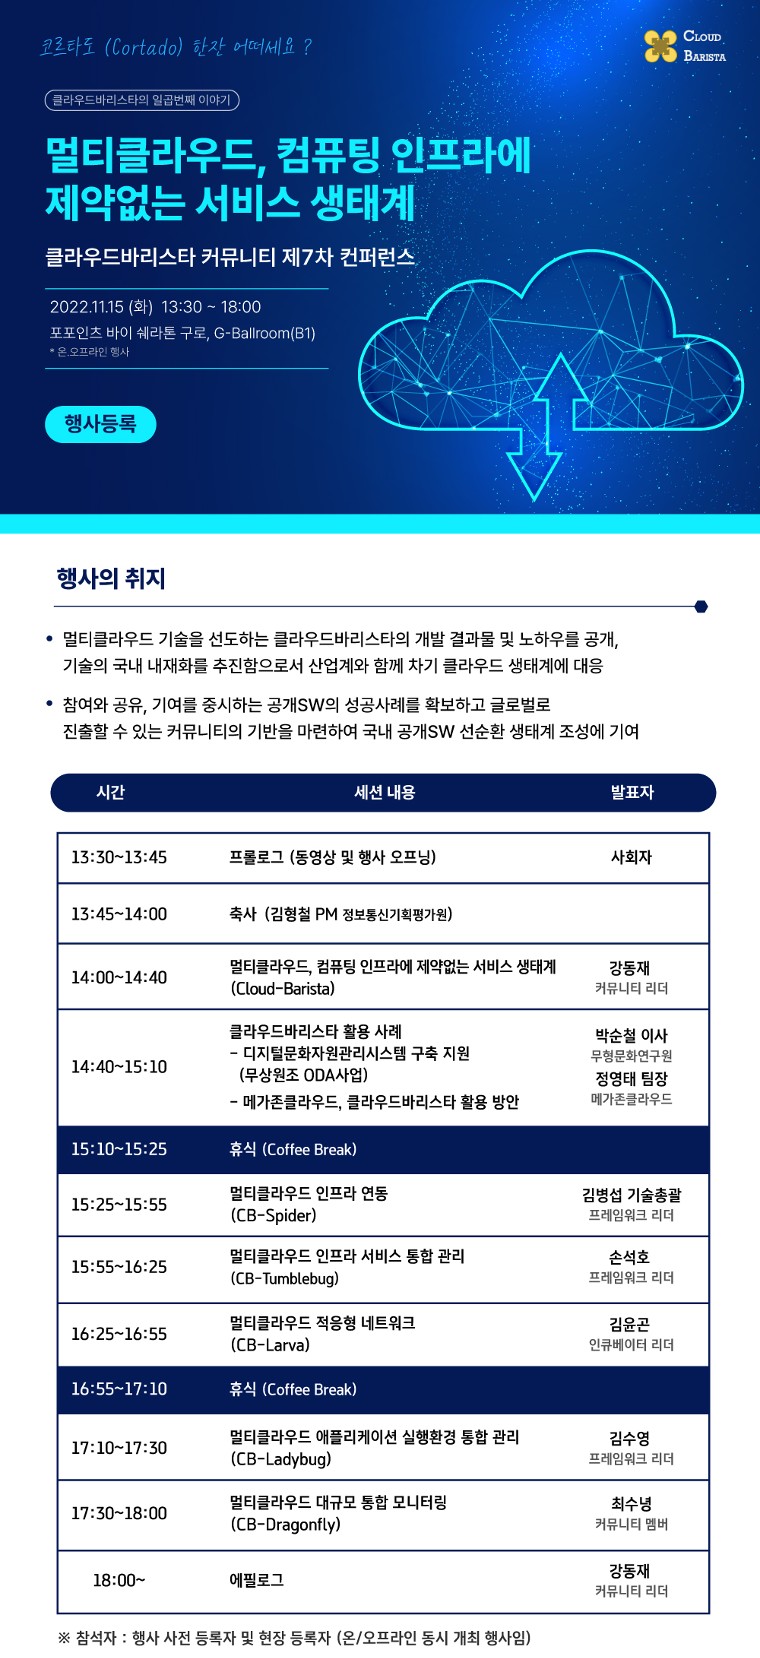 코르타도 (Cortado) 한잔 어떠세요 ?
CLOUD
BARISTA
클라우드바리스타의 일곱번째 이야기
멀티클라우드, 컴퓨팅 인프라에
제약없는 서비스 생태계
클라우드바리스타 커뮤니티 제7차 컨퍼런스
2022.11.15 (화) 13:30 ~ 18:00
포포인츠 바이 쉐라톤 구로, G-Ballroom(B1)
* 온.오프라인 행사
행사등록
행사의 취지
• 멀티클라우드 기술을 선도하는 클라우드바리스타의 개발 결과물 및 노하우를 공개,
기술의 국내 내재화를 추진함으로서 산업계와 함께 차기 클라우드 생태계에 대응
• 참여와 공유, 기여를 중시하는 공개SW의 성공사례를 확보하고 글로벌로
진출할 수 있는 커뮤니티의 기반을 마련하여 국내 공개SW 선순환 생태계 조성에 기여
시간 세션 내용 발표자
13:30~13:45 프롤로그 (동영상 및 행사 오프닝) 사회자
13:45~14:00 축사 (김형철 PM 정보통신기획평가원)
14:00~14:40 멀티클라우드, 컴퓨팅 인프라에 제약없는 서비스 생태계 강동재
(Cloud-Barista) 커뮤니티 리더
14:40~15:10
클라우드바리스타 활용 사례
- 디지털문화자원관리시스템 구축 지원
(무상원조 ODA사업)
- 메가존클라우드, 클라우드바리스타 활용 방안
박순철 이사
무형문화연구원
정영태 팀장
메가존클라우드
15:10~15:25 휴식 (Coffee Break)
15:25~15:55 멀티클라우드 인프라 연동 김병섭 기술총괄
(CB-Spider) 프레임워크 리더
15:55~16:25 멀티클라우드 인프라 서비스 통합 관리 손석호
(CB-Tumblebug) 프레임워크 리더
16:25~16:55 멀티클라우드 적응형 네트워크 김윤곤
(CB-Larva) 인큐베이터 리더
16:55~17:10 휴식 (Coffee Break)
17:10~17:30 멀티클라우드 애플리케이션 실행환경 통합 관리 김수영
(CB-Ladybug) 프레임워크 리더
17:30~18:00 멀티클라우드 대규모 통합 모니터링 최수녕
(CB-Dragonfly) 커뮤니티 멤버
18:00~ 에필로그 강동재
커뮤니티 리더
※ 참석자 : 행사 사전 등록자 및 현장 등록자 (온/오프라인 동시 개최 행사임)